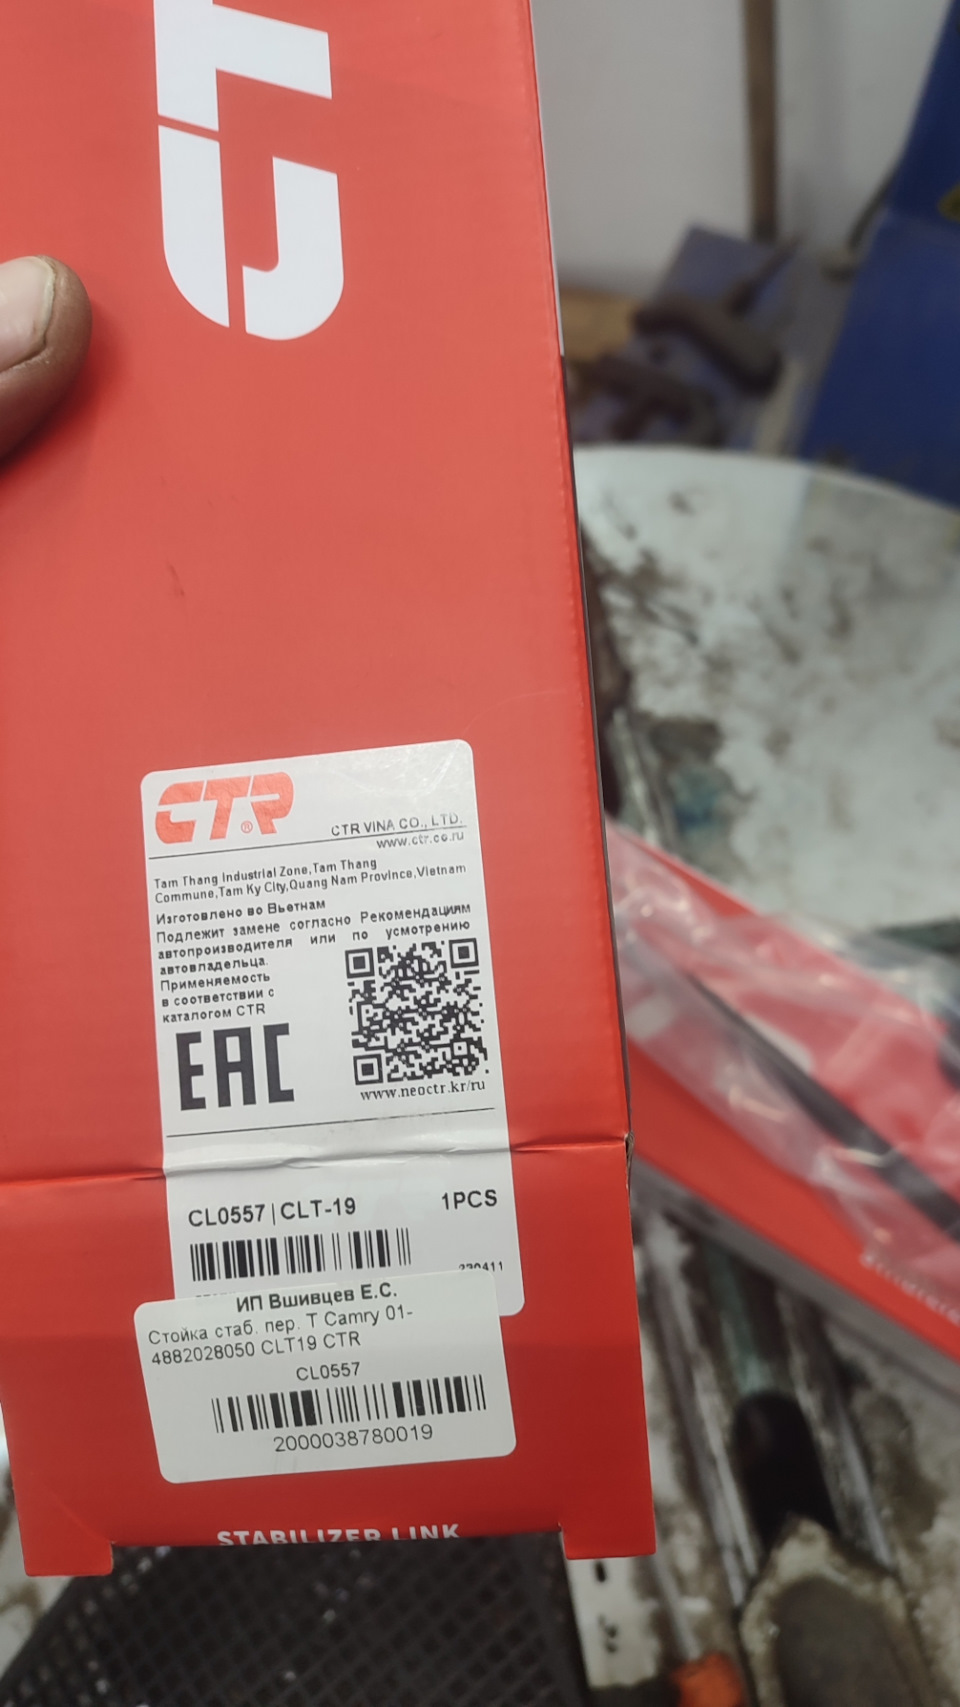 CT
CTR®
CTR VINA CO., LTD.
www.ctr.co.ru
Tam Thang Industrial Zone,Tam Thang
Commune,Tam Ky City,Quang Nam Province,Vietnam
Изготовлено во Вьетнам
Подлежит замене согласно Рекомендациям
автопроизводителя или по усмотрению
автовладельца.
Применяемость
в соответствии с
каталогом CTR
EAC
www.neoctr.kr/ru
CL0557|CLT-19 1PCS
230411
ИП Вшивцев Е.С.
Стойка стаб. пер. T Camry 01-
4882028050 CLT19 CTR
CL0557
2000038780019
STABILIZER LINK